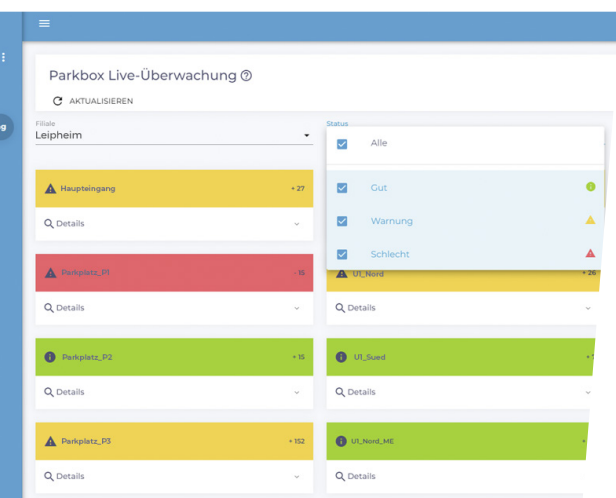 Parkbox Live-Überwachung
AKTUALISIEREN
Filiale
Leipheim
Status
Alle
Gut
Warnung
Schlecht
Haupteingang + 27
Details
Parkplatz_P1 - 16
U1_Nord + 26
Details
Details
Parkplatz_P2 + 15
U1_Sued
Details
Details
Parkplatz_P3 + 152
U1_Nord_ME
Details
Details